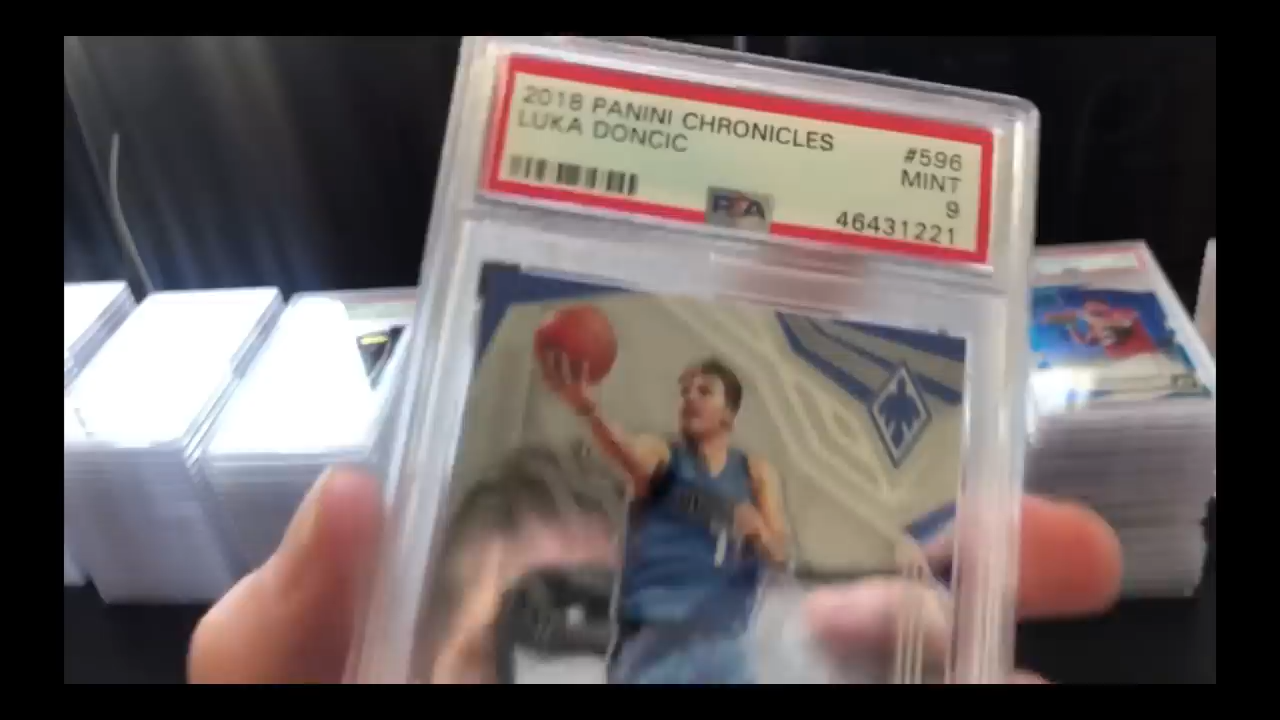 2018 PANINI CHRONICLES
LUKA DONCIC
#596
MINT
9
PSA
46431221